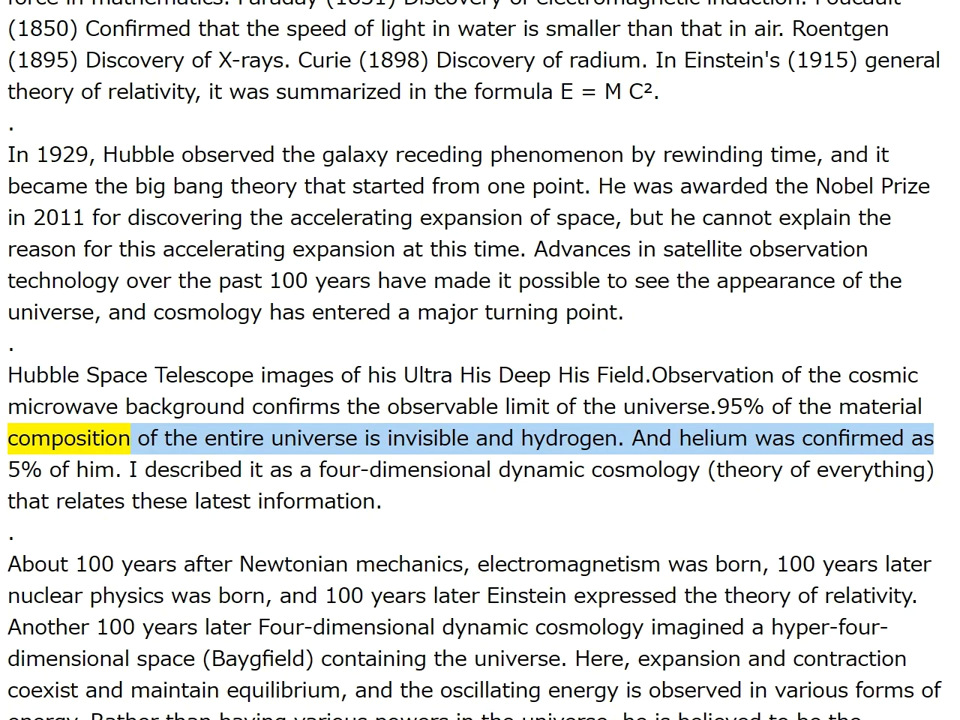 (1850) Confirmed that the speed of light in water is smaller than that in air. Roentgen
(1895) Discovery of X-rays. Curie (1898) Discovery of radium. In Einstein's (1915) general
theory of relativity, it was summarized in the formula E = M C².
.
In 1929, Hubble observed the galaxy receding phenomenon by rewinding time, and it
became the big bang theory that started from one point. He was awarded the Nobel Prize
in 2011 for discovering the accelerating expansion of space, but he cannot explain the
reason for this accelerating expansion at this time. Advances in satellite observation
technology over the past 100 years have made it possible to see the appearance of the
universe, and cosmology has entered a major turning point.
.
Hubble Space Telescope images of his Ultra His Deep His Field.Observation of the cosmic
microwave background confirms the observable limit of the universe.95% of the material
composition of the entire universe is invisible and hydrogen. And helium was confirmed as
5% of him. I described it as a four-dimensional dynamic cosmology (theory of everything)
that relates these latest information.
.
About 100 years after Newtonian mechanics, electromagnetism was born, 100 years later
nuclear physics was born, and 100 years later Einstein expressed the theory of relativity.
Another 100 years later Four-dimensional dynamic cosmology imagined a hyper-four-
dimensional space (Baygfield) containing the universe. Here, expansion and contraction
coexist and maintain equilibrium, and the oscillating energy is observed in various forms of